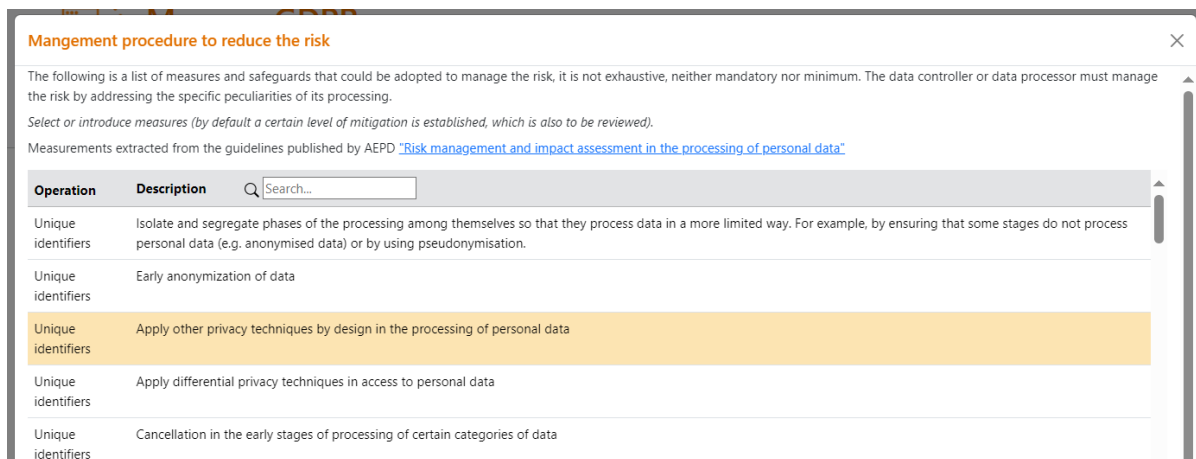 Mangement procedure to reduce the risk
The following is a list of measures and safeguards that could be adopted to manage the risk, it is not exhaustive, neither mandatory nor minimum. The data controller or data processor must manage
the risk by addressing the specific peculiarities of its processing.
Select or introduce measures (by default a certain level of mitigation is established, which is also to be reviewed).
Measurements extracted from the guidelines published by AEPD "Risk management and impact assessment in the processing of personal data"
Operation Description Search...
Unique Isolate and segregate phases of the processing among themselves so that they process data in a more limited way. For example, by ensuring that some stages do not process
identifiers personal data (e.g. anonymised data) or by using pseudonymisation.
Unique Early anonymization of data
identifiers
Unique Apply other privacy techniques by design in the processing of personal data
identifiers
Unique Apply differential privacy techniques in access to personal data
identifiers
Unique Cancellation in the early stages of processing of certain categories of data
identifiers